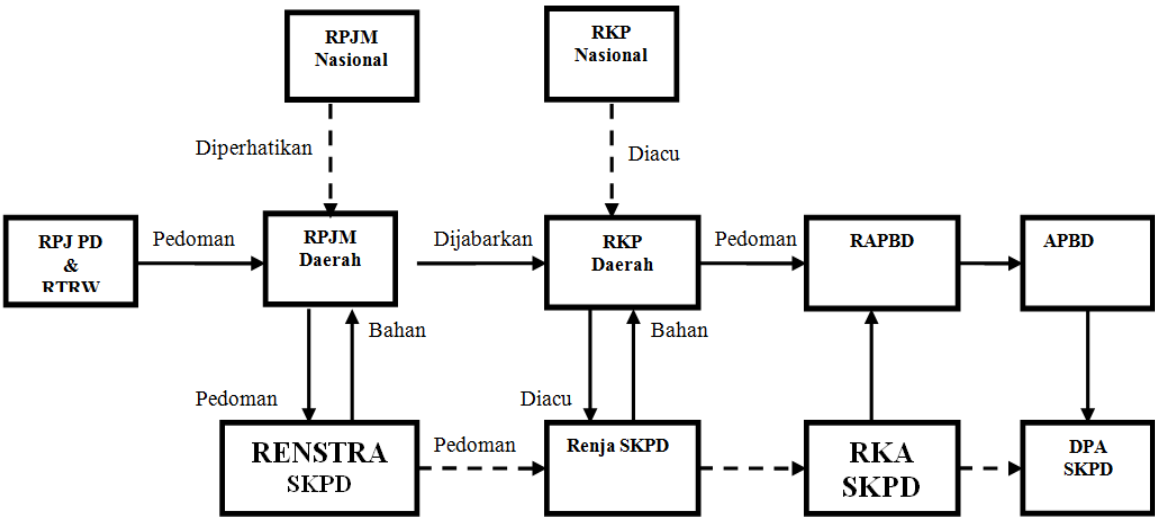 RPJM
Nasional
RKP
Nasional
Diperhatikan
Diacu
RPJ PD
&
RTRW
Pedoman
RPJM
Daerah
Dijabarkan
RKP
Daerah
Pedoman
RAPBD
APBD
Bahan
Bahan
Pedoman
Diacu
RENSTRA
SKPD
Pedoman
Renja SKPD
RKA
SKPD
DPA
SKPD